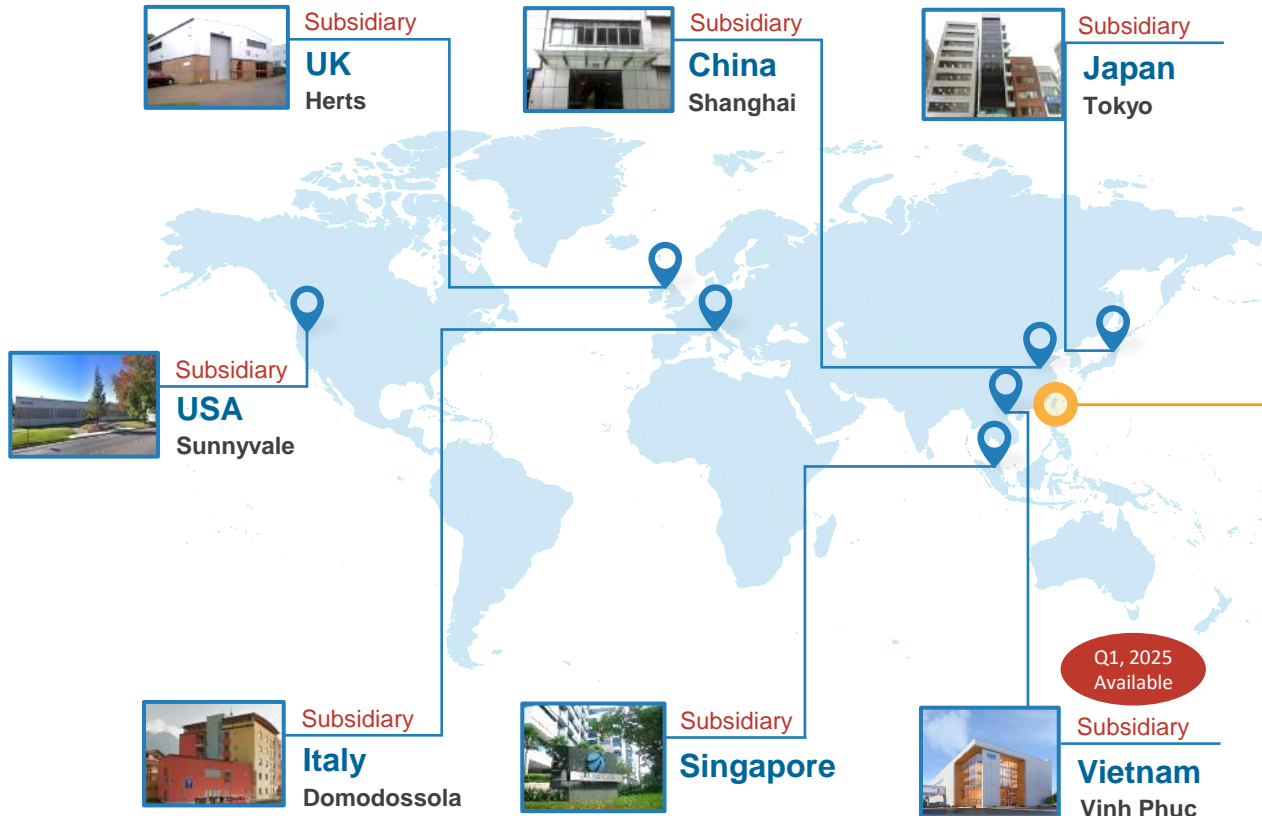 Subsidiary
UK
Herts
Subsidiary
China
Shanghai
Subsidiary
Japan
Tokyo
Subsidiary
USA
Sunnyvale
Q1, 2025
Available
Subsidiary
Italy
Domodossola
Subsidiary
Singapore
Subsidiary
Vietnam
Vinh Phuc